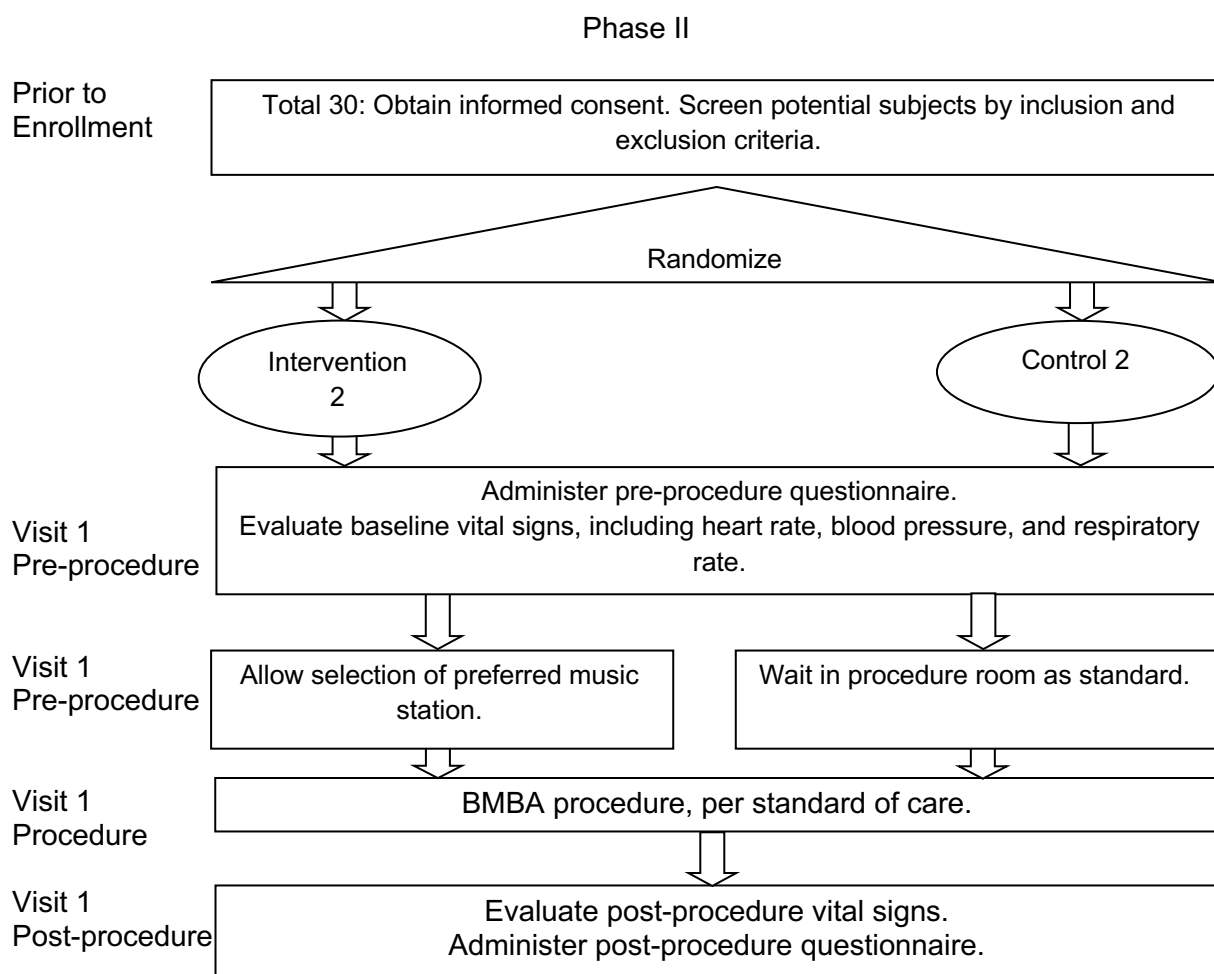 Phase II
Prior to
Enrollment
Total 30: Obtain informed consent. Screen potential subjects by inclusion and
exclusion criteria.
Randomize
Intervention
2
Control 2
Visit 1
Pre-procedure
Administer pre-procedure questionnaire.
Evaluate baseline vital signs, including heart rate, blood pressure, and respiratory
rate.
Visit 1
Pre-procedure
Allow selection of preferred music
station.
Wait in procedure room as standard.
Visit 1
Procedure
BMBA procedure, per standard of care.
Visit 1
Post-procedure
Evaluate post-procedure vital signs.
Administer post-procedure questionnaire.